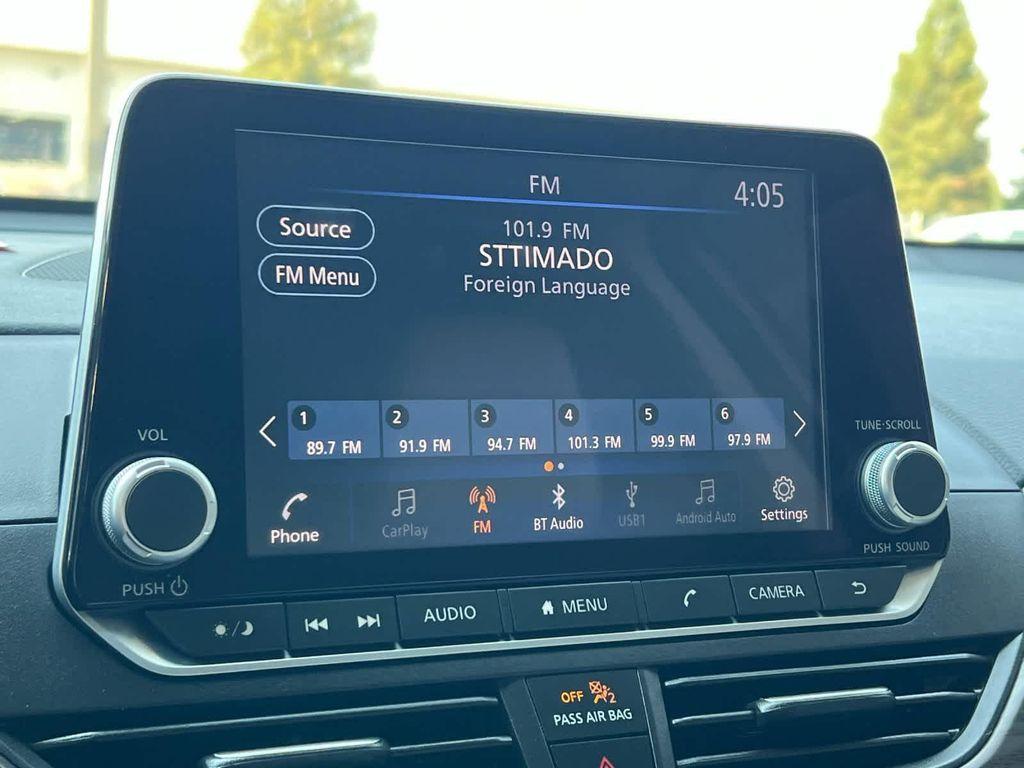 FM
4:05
Source
FM Menu
101.9 FM
STTIMADO
Foreign Language
1
89.7 FM
2
91.9 FM
3
94.7 FM
4
101.3 FM
5
99.9 FM
6
97.9 FM
VOL
TUNE·SCROLL
Phone
CarPlay
FM
BT Audio
USB1
Android Auto
Settings
PUSH
PUSH SOUND
AUDIO
MENU
CAMERA
OFF 2
PASS AIR BAG